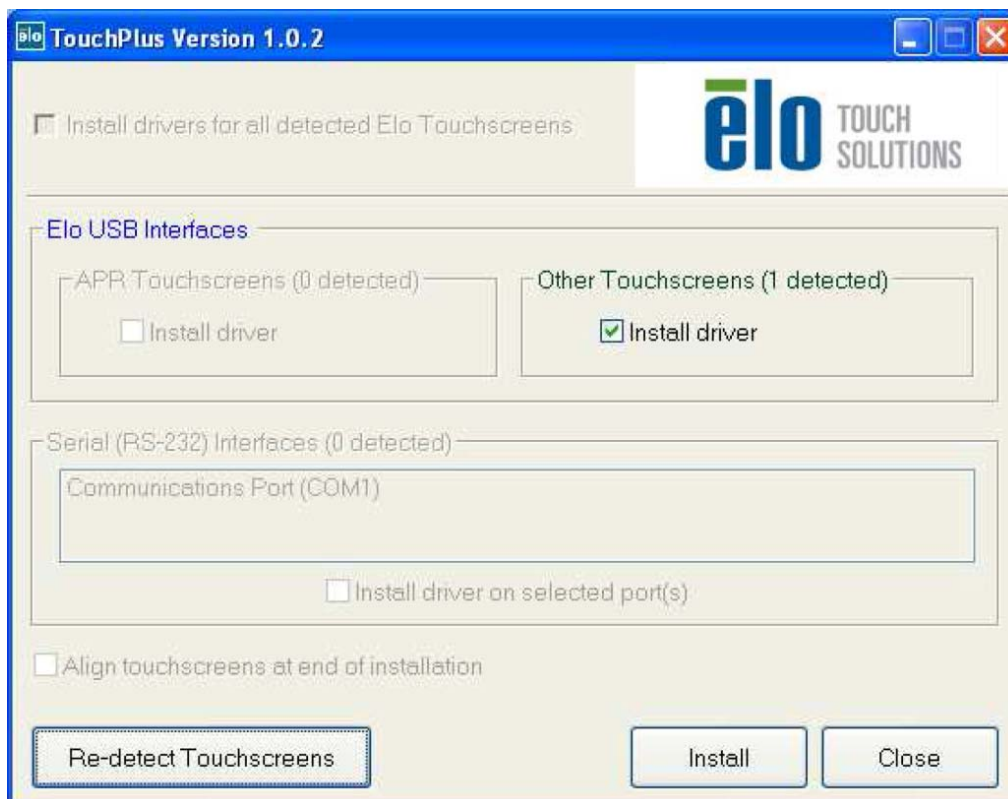 elo TouchPlus Version 1.0.2
Install drivers for all detected Elo Touchscreens
elo TOUCH
SOLUTIONS
Elo USB Interfaces
APR Touchscreens (0 detected)
Install driver
Other Touchscreens (1 detected)
Install driver
Serial (RS-232) Interfaces (0 detected)
Communications Port (COM1)
Install driver on selected port(s)
Align touchscreens at end of installation
Re-detect Touchscreens
Install
Close